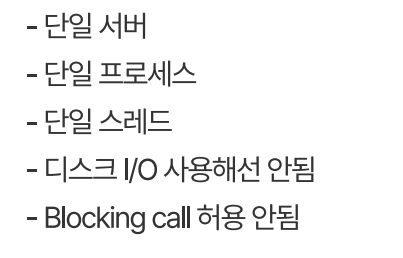 - 단일 서버
- 단일 프로세스
- 단일 스레드
- 디스크 I/O 사용해선 안됨
- Blocking call 허용 안됨